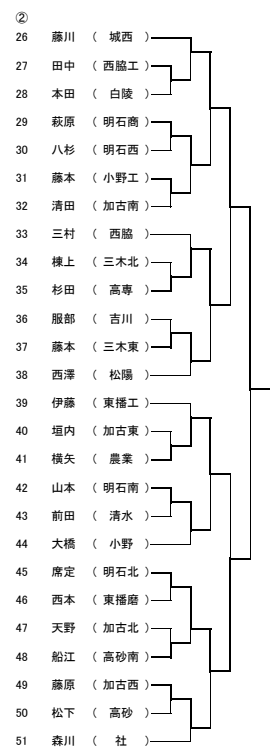 ②
26 藤川 ( 城西 )
27 田中 ( 西脇工 )
28 本田 ( 白陵 )
29 萩原 ( 明石商 )
30 八杉 ( 明石西 )
31 藤本 ( 小野工 )
32 清田 ( 加古南 )
33 三村 ( 西脇 )
34 棟上 ( 三木北 )
35 杉田 ( 高専 )
36 服部 ( 吉川 )
37 藤本 ( 三木東 )
38 西澤 ( 松陽 )
39 伊藤 ( 東播工 )
40 垣内 ( 加古東 )
41 横矢 ( 農業 )
42 山本 ( 明石南 )
43 前田 ( 清水 )
44 大橋 ( 小野 )
45 席定 ( 明石北 )
46 西本 ( 東播磨 )
47 天野 ( 加古北 )
48 船江 ( 高砂南 )
49 藤原 ( 加古西 )
50 松下 ( 高砂 )
51 森川 ( 社 )